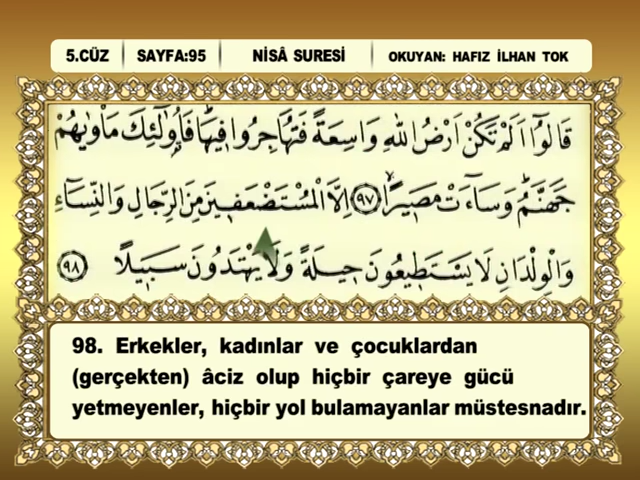 5.CÜZ SAYFA:95 NİSÂ SURESİ OKUYAN: HAFIZ İLHAN TOK
قَالُٓوا اَلَمْ تَكُنْ اَرْضُ اللّٰهِ وَاسِعَةً فَتُهَاجِرُوا ف۪يهَاۜ فَاُو۬لٰٓئِكَ مَأْوٰيهُمْ
جَهَنَّمُۜ وَسَٓاءَتْ مَص۪يرًاۙ ﴿٩٧﴾ اِلَّا الْمُسْتَضْعَف۪ينَ مِنَ الرِّجَالِ وَالنِّسَٓاءِ
وَالْوِلْدَانِ لَا يَسْتَط۪يعُونَ ح۪يلَةً وَلَا يَهْتَدُونَ سَب۪يلًاۙ ﴿٩٨﴾
98. Erkekler, kadınlar ve çocuklardan
(gerçekten) âciz olup hiçbir çareye gücü
yetmeyenler, hiçbir yol bulamayanlar müstesnadır.